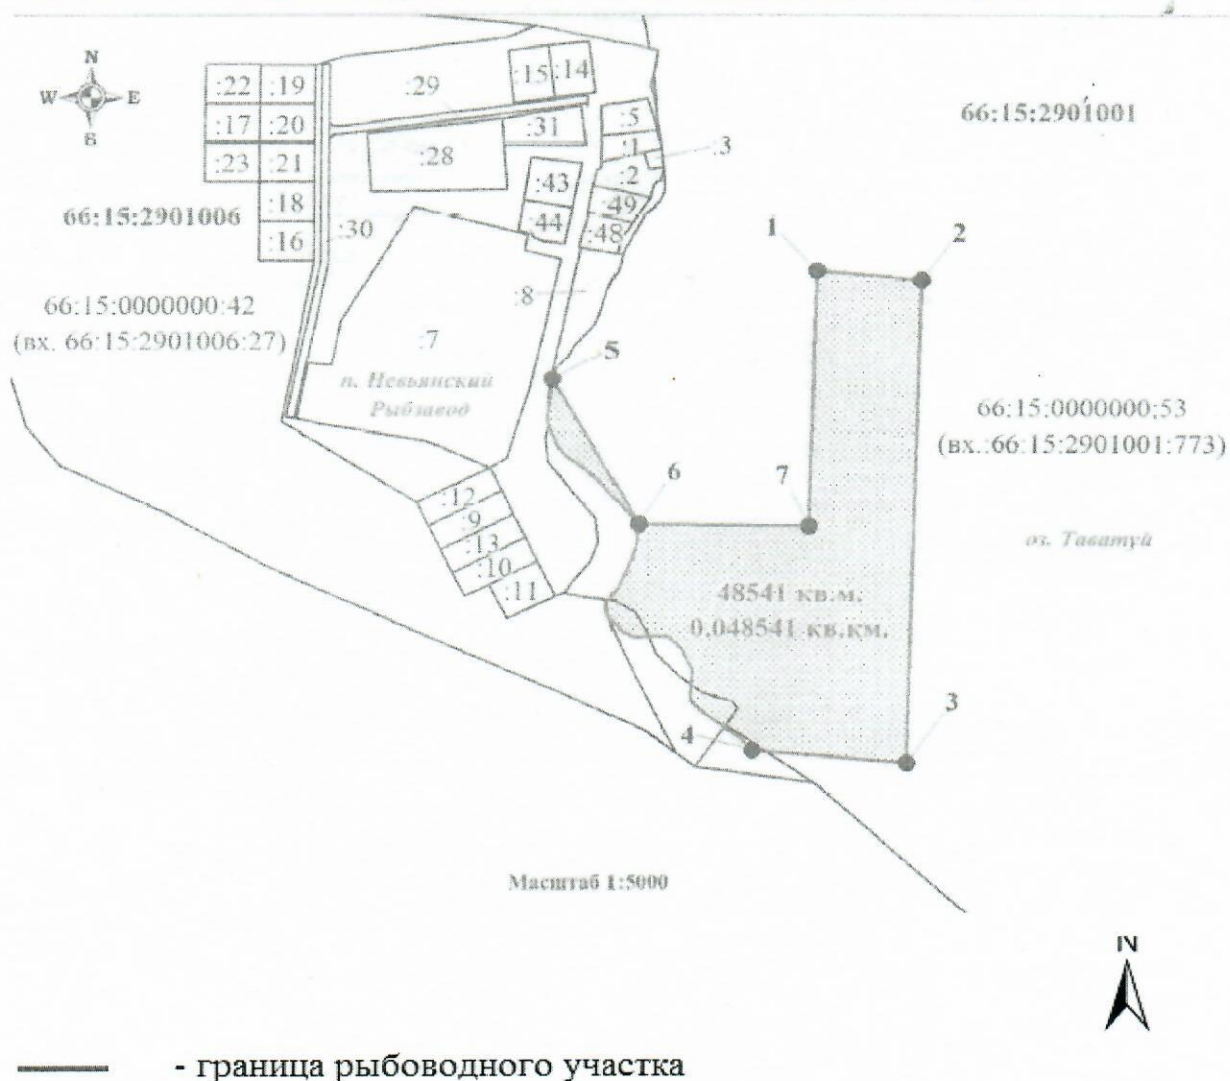 N
W E
В
:22 :19
:17 :20
:23 :21
:18
:16
:29
:15 :14
:5
:31
:1
:3
:28
:2
:43
:49
:44
:48
:30
:8
:7
66:15:2901001
66:15:2901006
66:15:0000000:42
(вх. 66:15:2901006:27)
п. Невьянский
Рыбзавод
1
2
5
6
7
66:15:0000000:53
(вх.:66:15:2901001:773)
оз. Таватуй
:12
:9
:13
:10
:11
48541 кв.м.
0,048541 кв.км.
4
3
Масштаб 1:5000
N
- граница рыбоводного участка